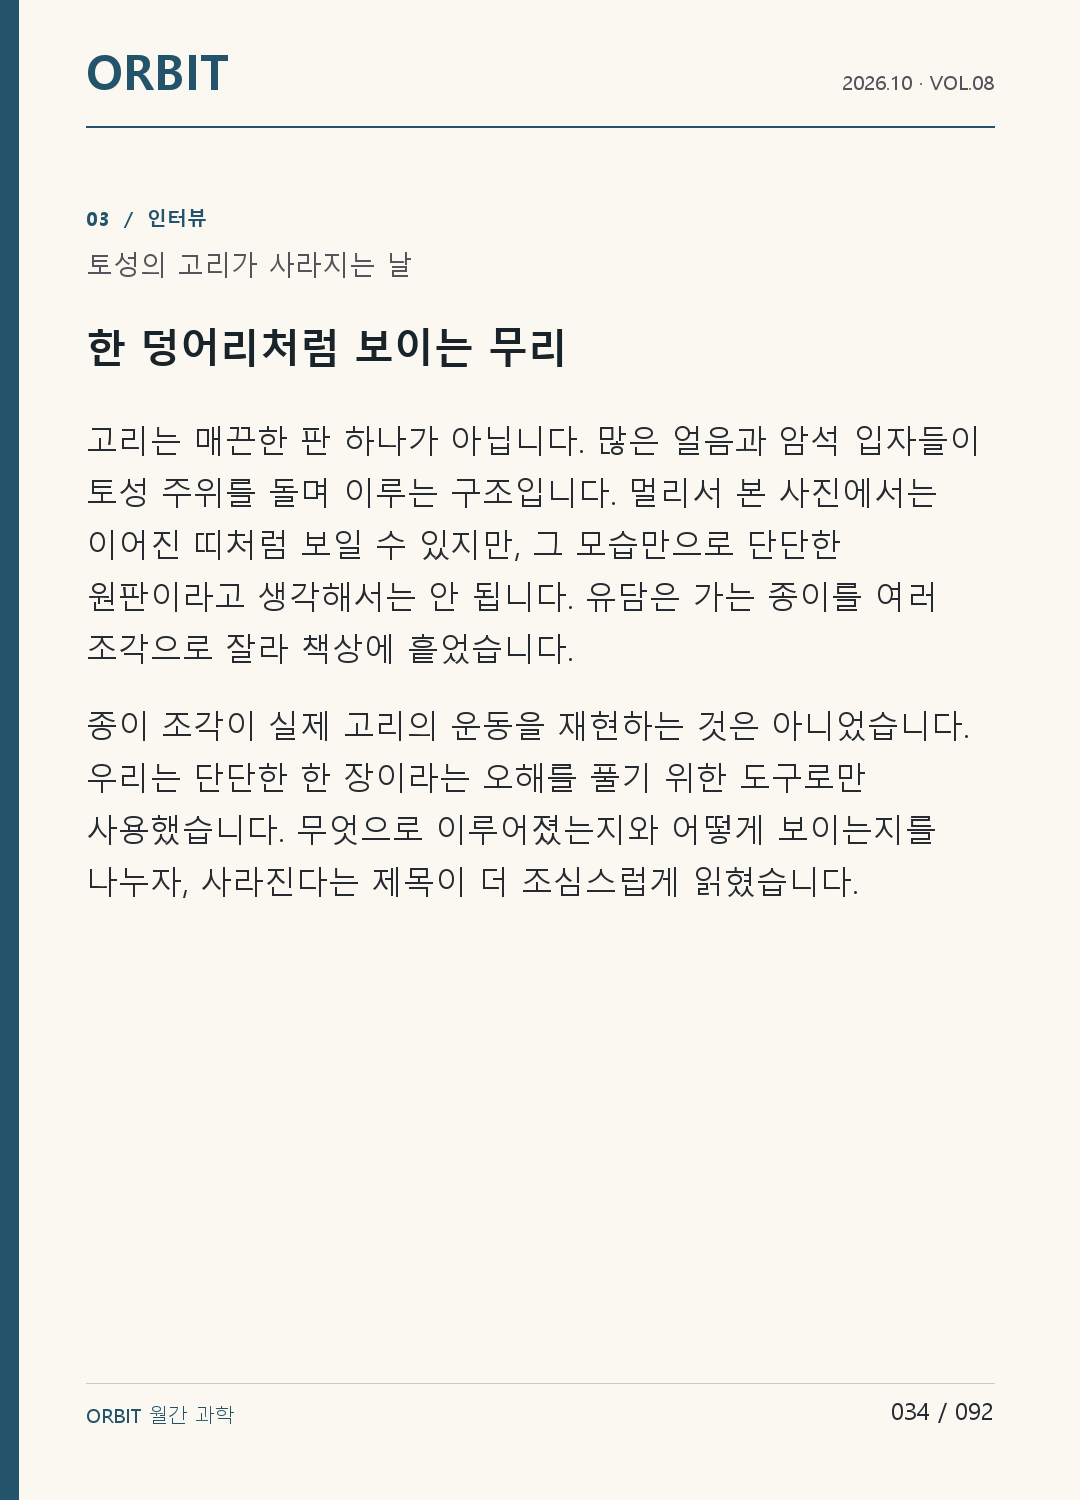 ORBIT
2026.10 · VOL.08
03 / 인터뷰
토성의 고리가 사라지는 날
한 덩어리처럼 보이는 무리
고리는 매끈한 판 하나가 아닙니다. 많은 얼음과 암석 입자들이
토성 주위를 돌며 이루는 구조입니다. 멀리서 본 사진에서는
이어진 띠처럼 보일 수 있지만, 그 모습만으로 단단한
원판이라고 생각해서는 안 됩니다. 유담은 가는 종이를 여러
조각으로 잘라 책상에 흩었습니다.
종이 조각이 실제 고리의 운동을 재현하는 것은 아니었습니다.
우리는 단단한 한 장이라는 오해를 풀기 위한 도구로만
사용했습니다. 무엇으로 이루어졌는지와 어떻게 보이는지를
나누자, 사라진다는 제목이 더 조심스럽게 읽혔습니다.
ORBIT 월간 과학
034 / 092